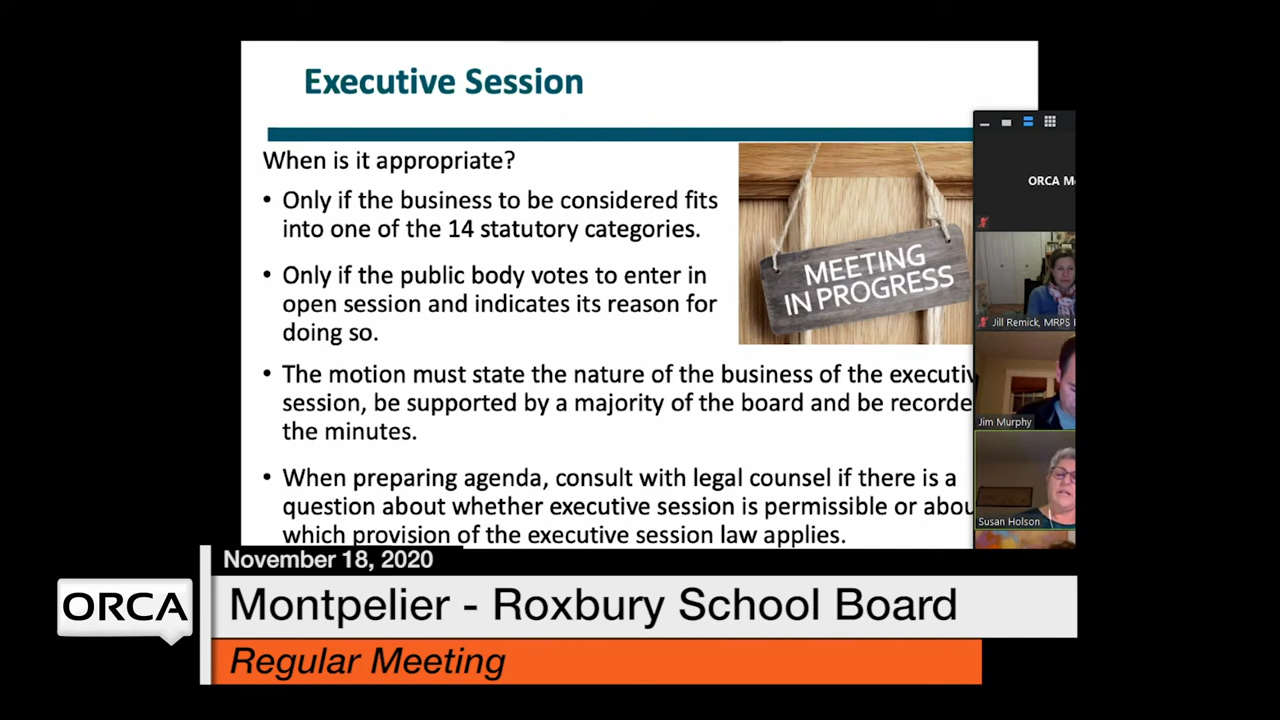 Executive Session
When is it appropriate?
• Only if the business to be considered fits
into one of the 14 statutory categories.
• Only if the public body votes to enter in
open session and indicates its reason for
doing so.
MEETING
IN PROGRESS
• The motion must state the nature of the business of the executiv
session, be supported by a majority of the board and be recorde
the minutes.
• When preparing agenda, consult with legal counsel if there is a
question about whether executive session is permissible or abou
which provision of the executive session law applies.
ORCA M
Jill Remick, MRPS
Jim Murphy
Susan Holson
November 18, 2020
ORCA
Montpelier - Roxbury School Board
Regular Meeting